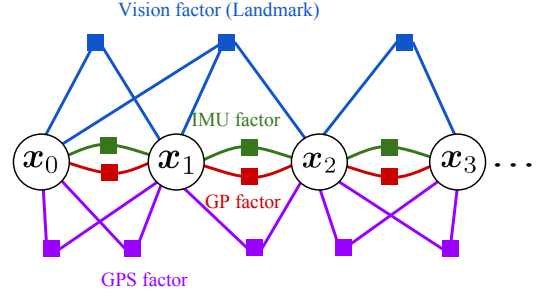 Vision factor (Landmark)
IMU factor
x₀ x₁ x₂ x₃ ...
GP factor
GPS factor